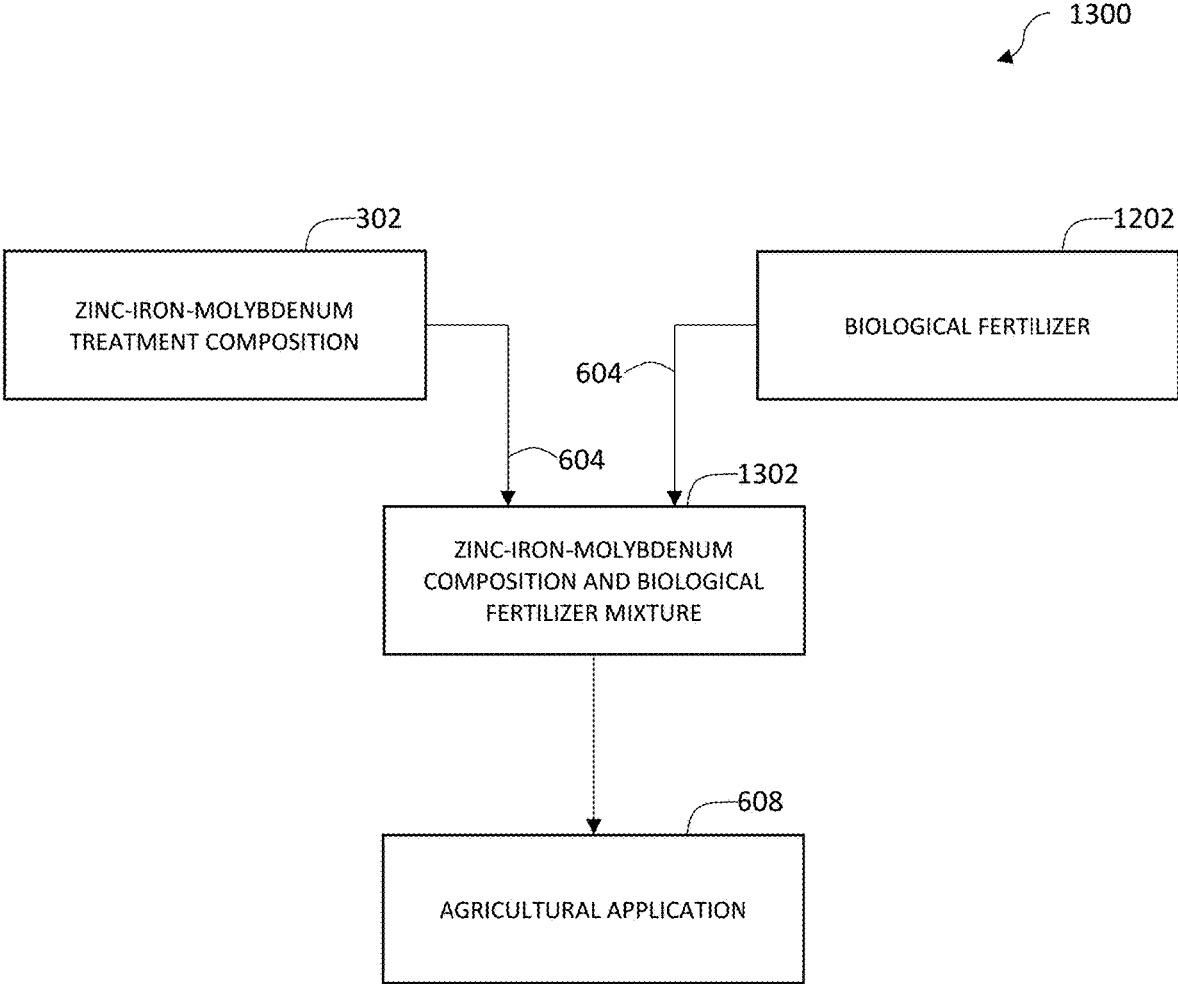 1300
302
1202
ZINC-IRON-MOLYBDENUM
TREATMENT COMPOSITION
BIOLOGICAL FERTILIZER
604
604
1302
ZINC-IRON-MOLYBDENUM
COMPOSITION AND BIOLOGICAL
FERTILIZER MIXTURE
608
AGRICULTURAL APPLICATION